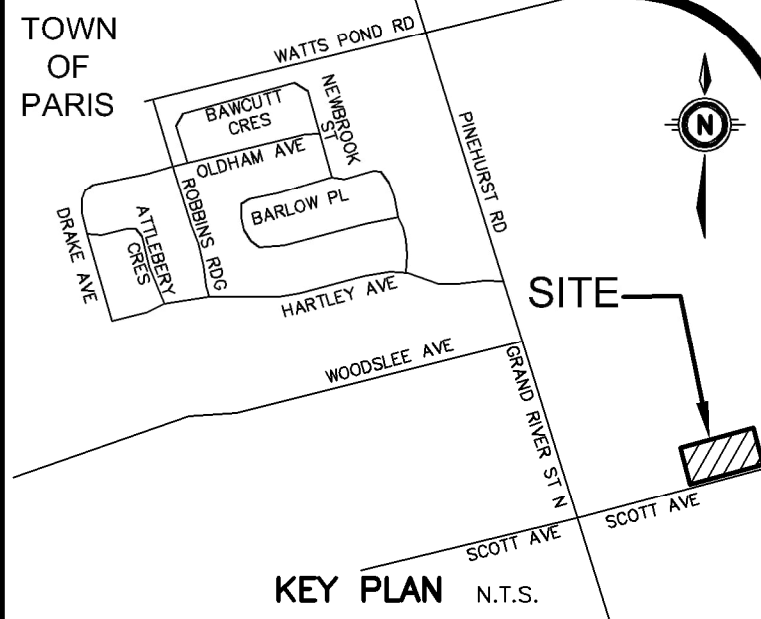 TOWN
OF
PARIS
WATTS POND RD
BAWCUTT
CRES
NEWBROOK
ST
N
OLDHAM AVE
PINEHURST RD
ROBBINS RDG
BARLOW PL
DRAKE AVE
ATTLEBERY
CRES
HARTLEY AVE
SITE
WOODSLEE AVE
GRAND RIVER ST N
SCOTT AVE
SCOTT AVE
KEY PLAN N.T.S.